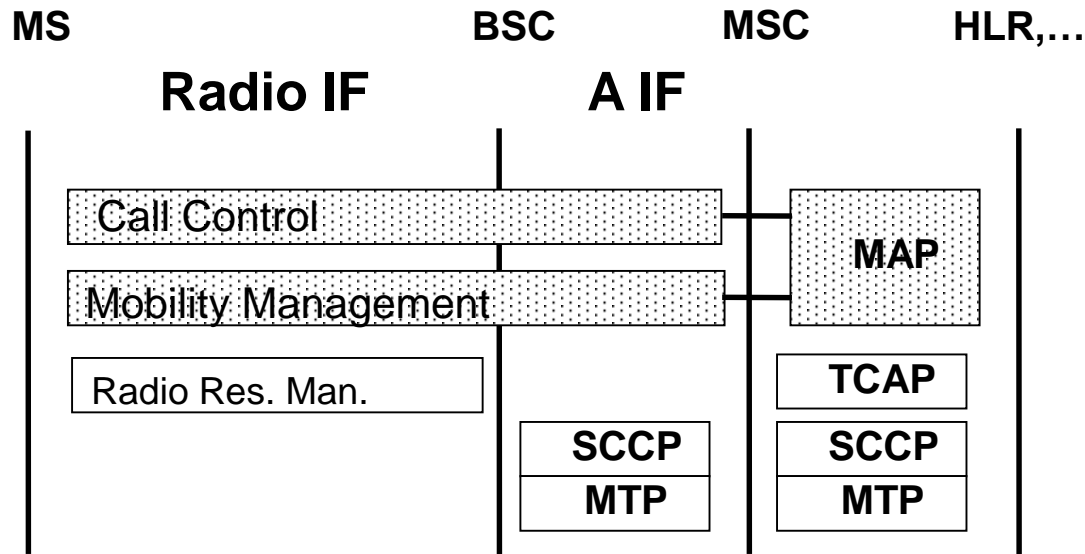 MS BSC MSC HLR,…
Radio IF A IF
Call Control
MAP
Mobility Management
Radio Res. Man.
TCAP
SCCP SCCP
MTP MTP